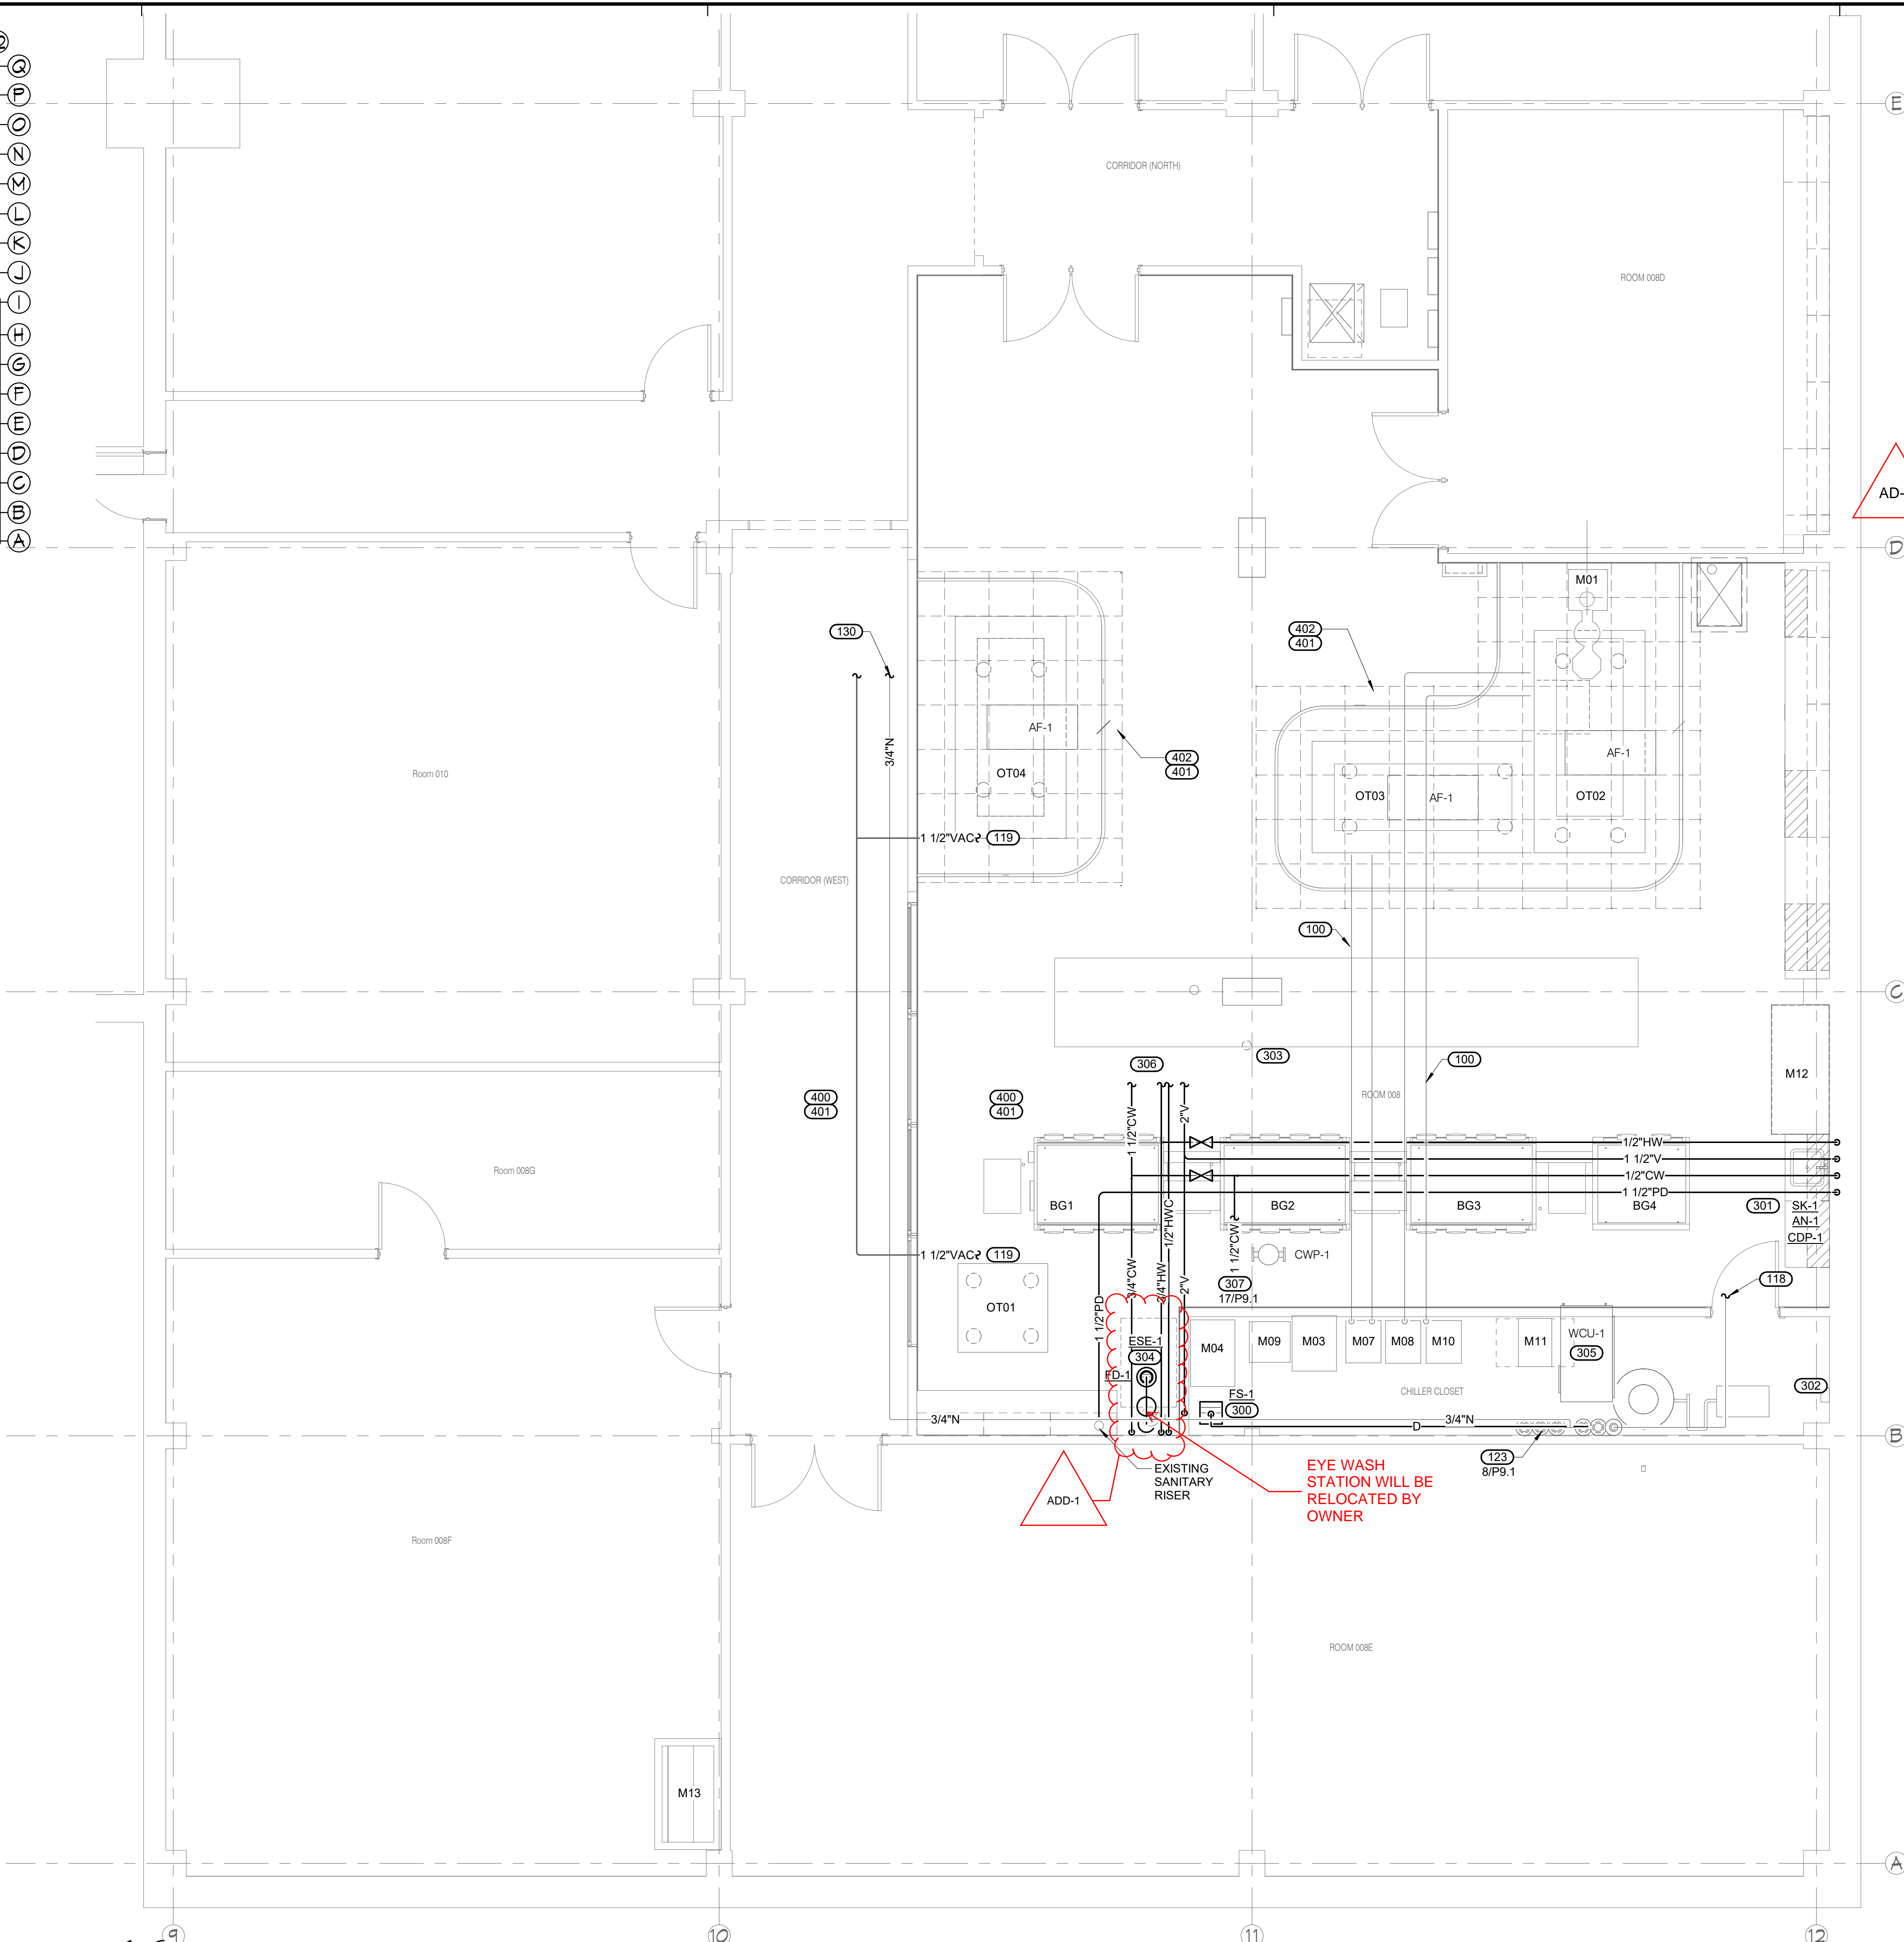 Q
P
O
N
M
L
K
J
I
H
G
F
E
D
C
B
A
E
CORRIDOR (NORTH)
ROOM 008D
AD-
D
M01
130
402
401
3/4"N
AF-1
OT04
402
401
AF-1
OT03
AF-1
OT02
Room 010
1 1/2"VAC
119
CORRIDOR (WEST)
100
C
303
306
100
M12
400
401
400
401
ROOM 008
1 1/2"CW
2"V
1/2"HW
1 1/2"V
1/2"CW
1 1/2"PD
Room 008G
BG1
BG2
BG3
BG4
301
SK-1
AN-1
CDP-1
1/2"HWC
1 1/2"CW
1 1/2"VAC
119
CWP-1
3/4"CW
3/4"HW
2"V
307
17/P9.1
118
OT01
1 1/2"PD
ESE-1
304
FD-1
M04
M09
M03
M07
M08
M10
M11
WCU-1
305
CHILLER CLOSET
302
FS-1
300
3/4"N
D
3/4"N
B
123
8/P9.1
EXISTING
SANITARY
RISER
EYE WASH
STATION WILL BE
RELOCATED BY
OWNER
ADD-1
Room 008F
ROOM 008E
M13
A
9
10
11
12